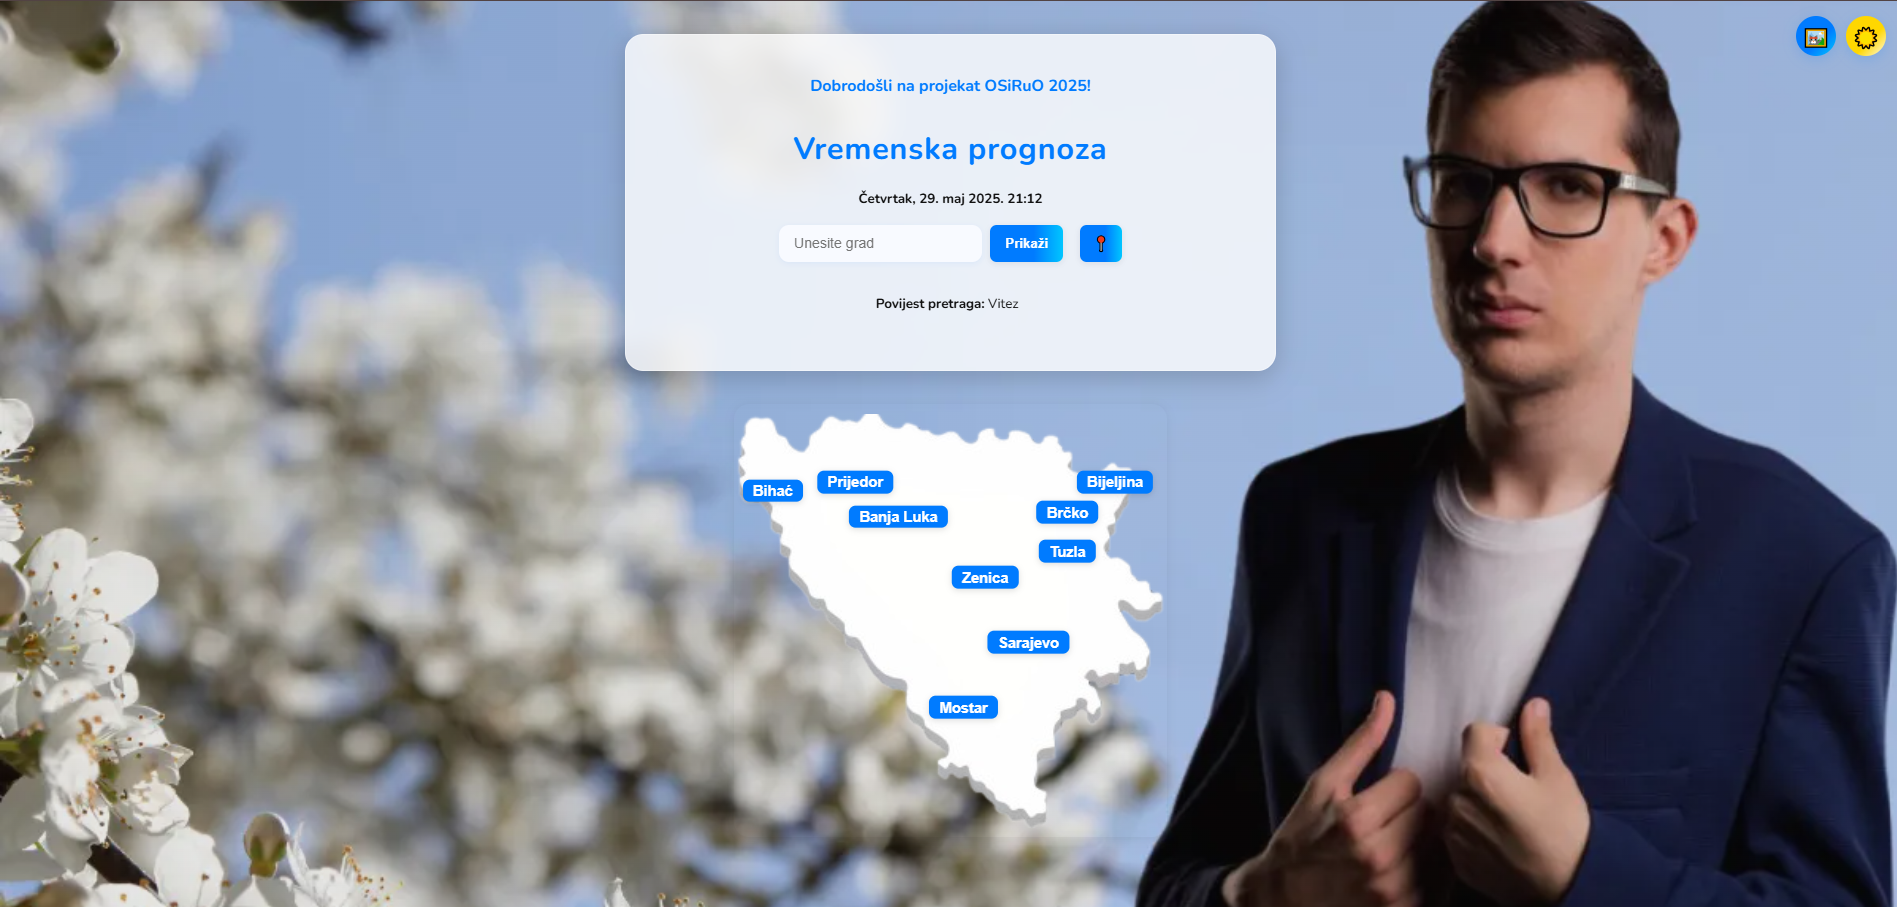 Dobrodošli na projekat OSiRuO 2025!
Vremenska prognoza
Četvrtak, 29. maj 2025. 21:12
Unesite grad
Prikaži
Povijest pretraga: Vitez
Bihać
Prijedor
Bijeljina
Banja Luka
Brčko
Tuzla
Zenica
Sarajevo
Mostar